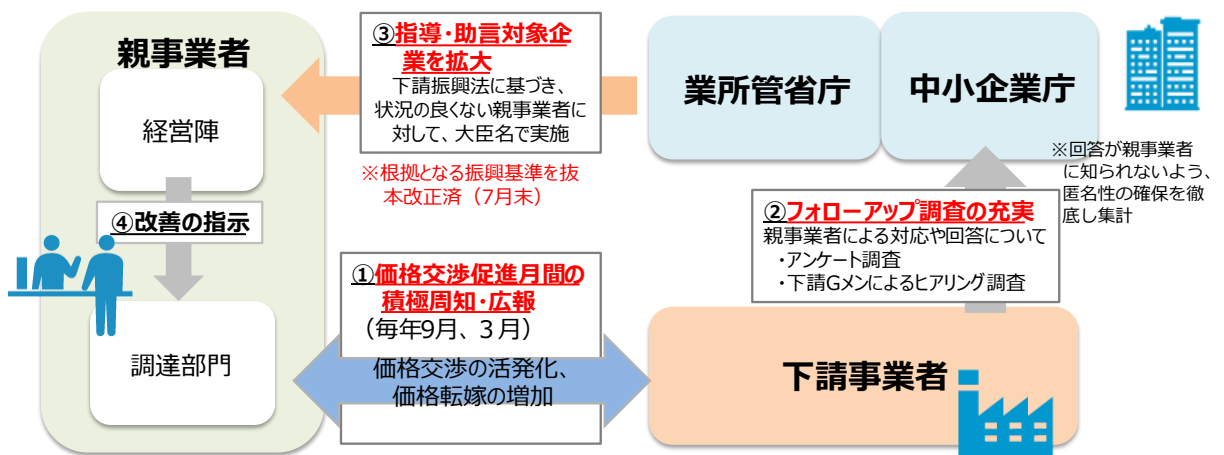 親事業者
経営陣
④改善の指示
調達部門
③指導・助言対象企
業を拡大
下請振興法に基づき、
状況の良くない親事業者に
対して、大臣名で実施
※根拠となる振興基準を抜
本改正済（7月末）
①価格交渉促進月間の
積極周知・広報
（毎年9月、３月）
価格交渉の活発化、
価格転嫁の増加
業所管省庁
中小企業庁
※回答が親事業者
に知られないよう、
匿名性の確保を徹
底し集計
②フォローアップ調査の充実
親事業者による対応や回答について
・アンケート調査
・下請Gメンによるヒアリング調査
下請事業者